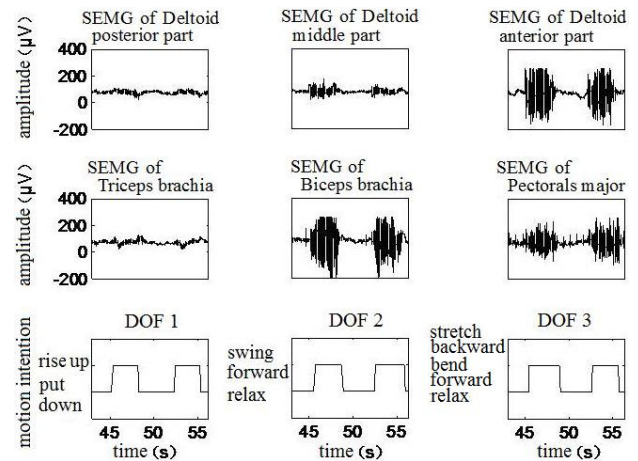 SEMG of Deltoid posterior part
SEMG of Deltoid middle part
SEMG of Deltoid anterior part
amplitude (µV)
400
200
0
-200
SEMG of Triceps brachia
SEMG of Biceps brachia
SEMG of Pectorals major
amplitude (µV)
400
200
0
-200
DOF 1
DOF 2
DOF 3
motion intention
rise up
put
down
swing
forward
relax
stretch
backward
bend
forward
relax
45 50 55
45 50 55
45 50 55
time (s)
time (s)
time (s)